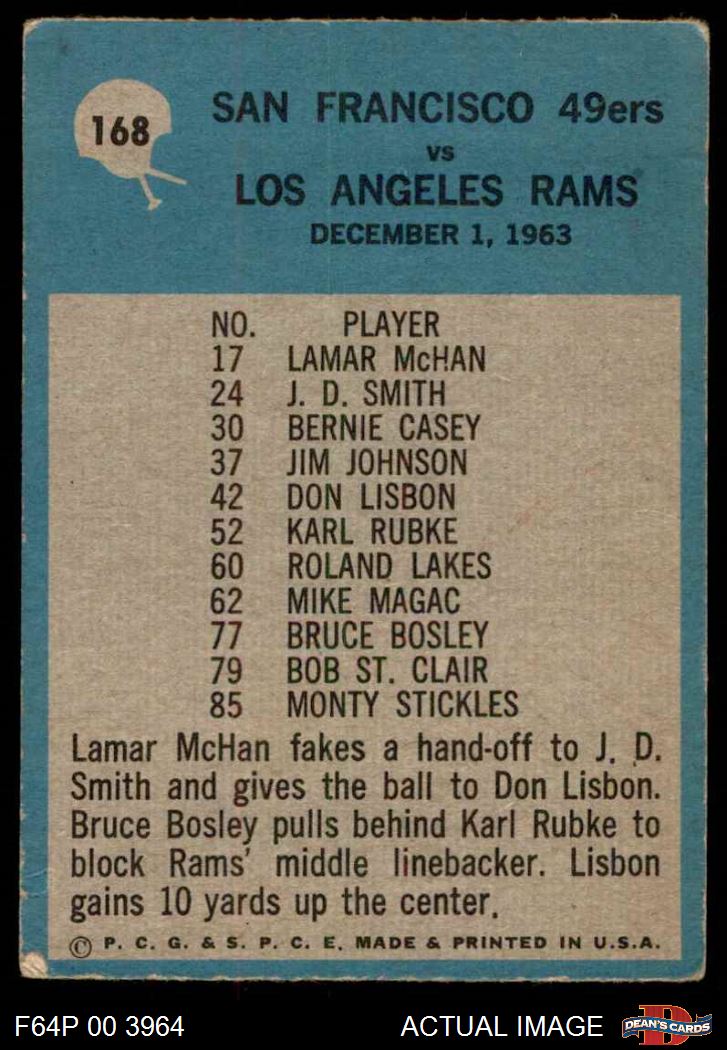 168
SAN FRANCISCO 49ers
vs
LOS ANGELES RAMS
DECEMBER 1, 1963
NO. PLAYER
17 LAMAR McHAN
24 J. D. SMITH
30 BERNIE CASEY
37 JIM JOHNSON
42 DON LISBON
52 KARL RUBKE
60 ROLAND LAKES
62 MIKE MAGAC
77 BRUCE BOSLEY
79 BOB ST. CLAIR
85 MONTY STICKLES
Lamar McHan fakes a hand-off to J. D.
Smith and gives the ball to Don Lisbon.
Bruce Bosley pulls behind Karl Rubke to
block Rams' middle linebacker. Lisbon
gains 10 yards up the center.
© P. C. G. & S. P. C. E. MADE & PRINTED IN U.S.A.
F64P 00 3964 ACTUAL IMAGE
D
DEAN'S CARDS